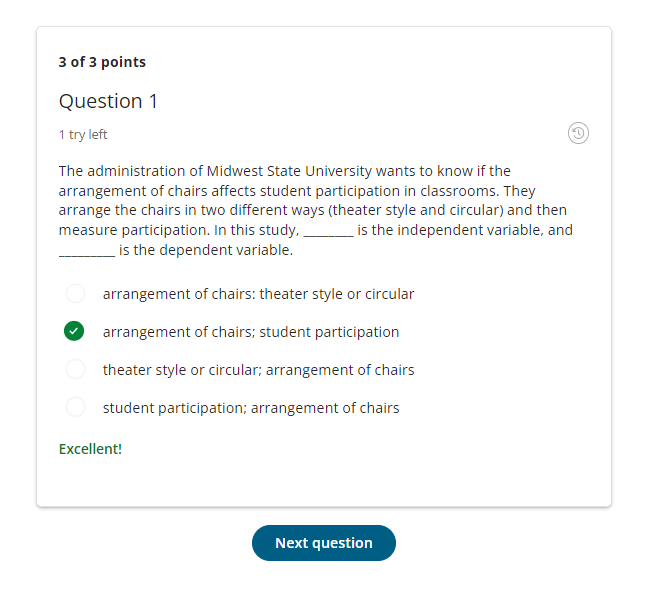 3 of 3 points
Question 1
1 try left
The administration of Midwest State University wants to know if the
arrangement of chairs affects student participation in classrooms. They
arrange the chairs in two different ways (theater style and circular) and then
measure participation. In this study, _______ is the independent variable, and
________ is the dependent variable.
arrangement of chairs: theater style or circular
arrangement of chairs; student participation
theater style or circular; arrangement of chairs
student participation; arrangement of chairs
Excellent!
Next question